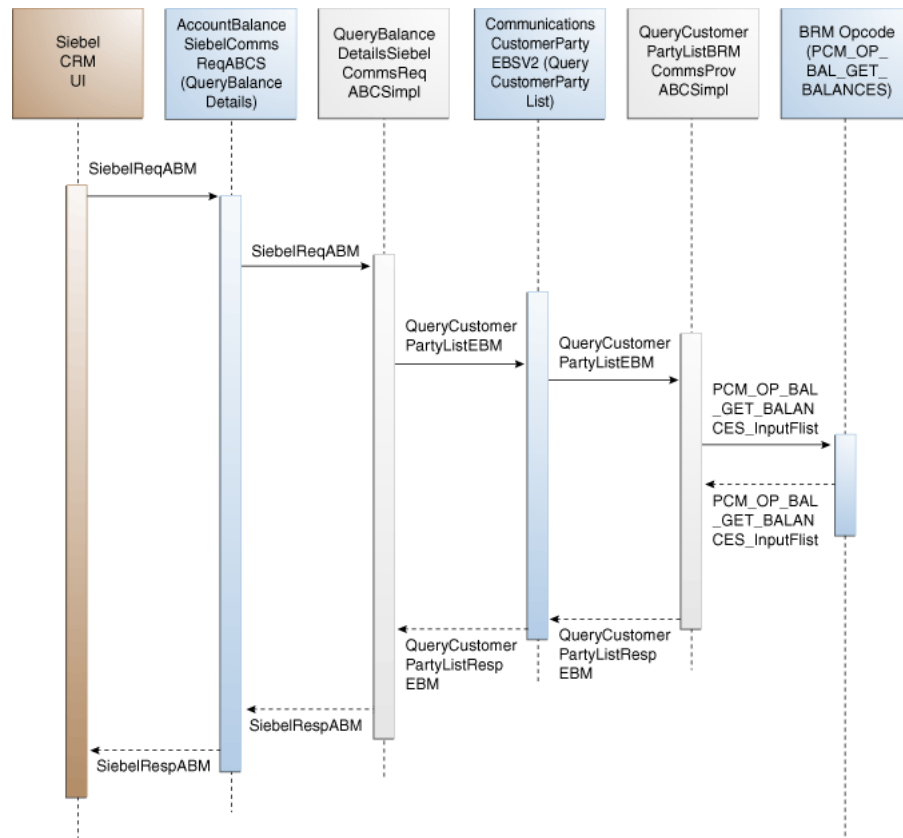 Siebel
CRM
UI
AccountBalance
SiebelComms
ReqABCS
(QueryBalance
Details)
QueryBalance
DetailsSiebel
CommsReq
ABCSimpl
Communications
CustomerParty
EBSV2 (Query
CustomerParty
List)
QueryCustomer
PartyListBRM
CommsProv
ABCSimpl
BRM Opcode
(PCM_OP_
BAL_GET_
BALANCES)
SiebelReqABM
SiebelReqABM
QueryCustomer
PartyListEBM
QueryCustomer
PartyListEBM
PCM_OP_BAL
_GET_BALAN
CES_InputFlist
PCM_OP_BAL
_GET_BALAN
CES_InputFlist
QueryCustomer
PartyListResp
EBM
QueryCustomer
PartyListResp
EBM
SiebelRespABM
SiebelRespABM